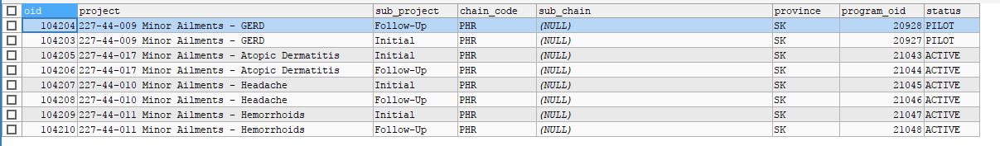 oid project sub_project chain_code sub_chain province program_oid status
104204 227-44-009 Minor Ailments - GERD Follow-Up PHR (NULL) SK 20928 PILOT
104203 227-44-009 Minor Ailments - GERD Initial PHR (NULL) SK 20927 PILOT
104205 227-44-017 Minor Ailments - Atopic Dermatitis Initial PHR (NULL) SK 21043 ACTIVE
104206 227-44-017 Minor Ailments - Atopic Dermatitis Follow-Up PHR (NULL) SK 21044 ACTIVE
104207 227-44-010 Minor Ailments - Headache Initial PHR (NULL) SK 21045 ACTIVE
104208 227-44-010 Minor Ailments - Headache Follow-Up PHR (NULL) SK 21046 ACTIVE
104209 227-44-011 Minor Ailments - Hemorrhoids Initial PHR (NULL) SK 21047 ACTIVE
104210 227-44-011 Minor Ailments - Hemorrhoids Follow-Up PHR (NULL) SK 21048 ACTIVE